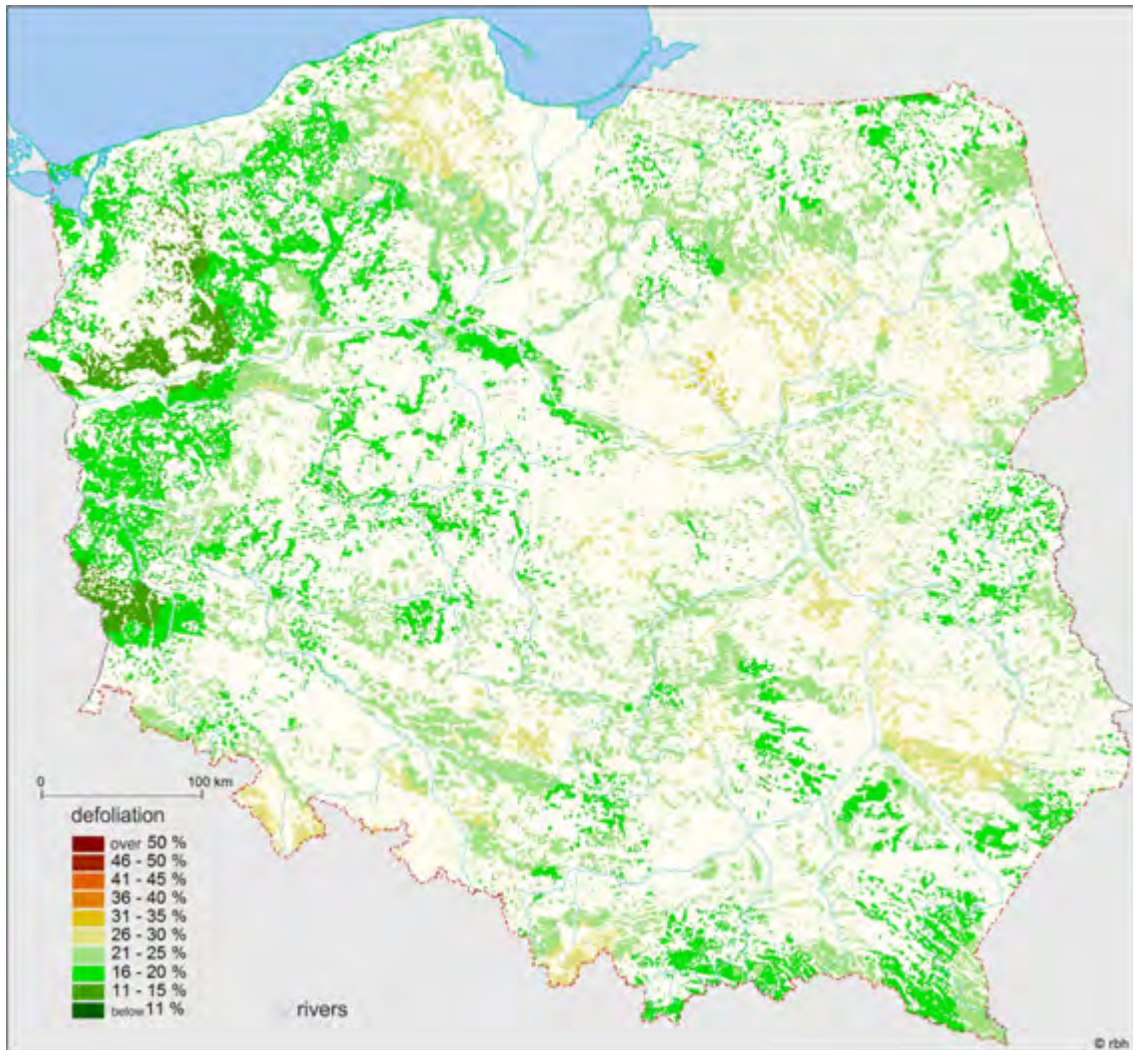 0 100 km
defoliation
over 50 %
46 - 50 %
41 - 45 %
36 - 40 %
31 - 35 %
26 - 30 %
21 - 25 %
16 - 20 %
11 - 15 %
below 11 %
rivers
© rbh